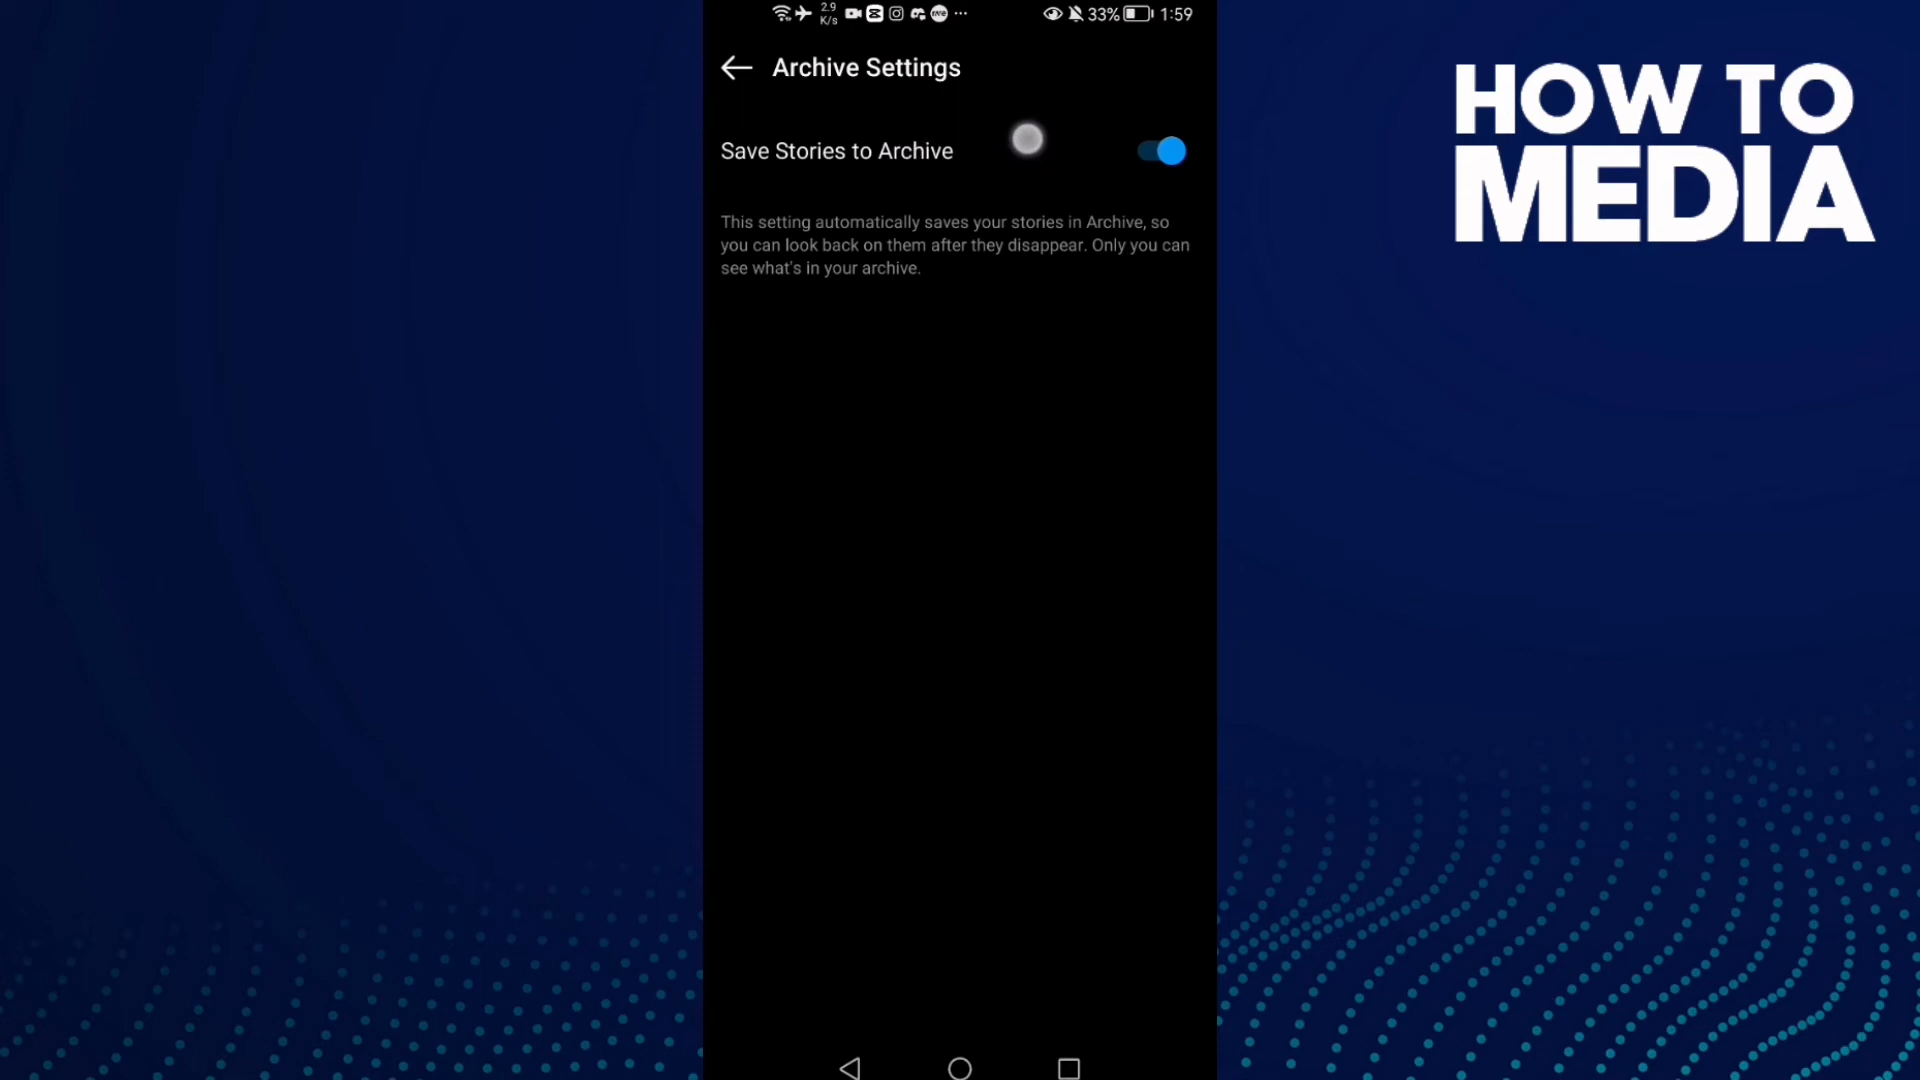 2.9
K/s
33%
1:59
Archive Settings
Save Stories to Archive
This setting automatically saves your stories in Archive, so
you can look back on them after they disappear. Only you can
see what's in your archive.
HOW TO
MEDIA